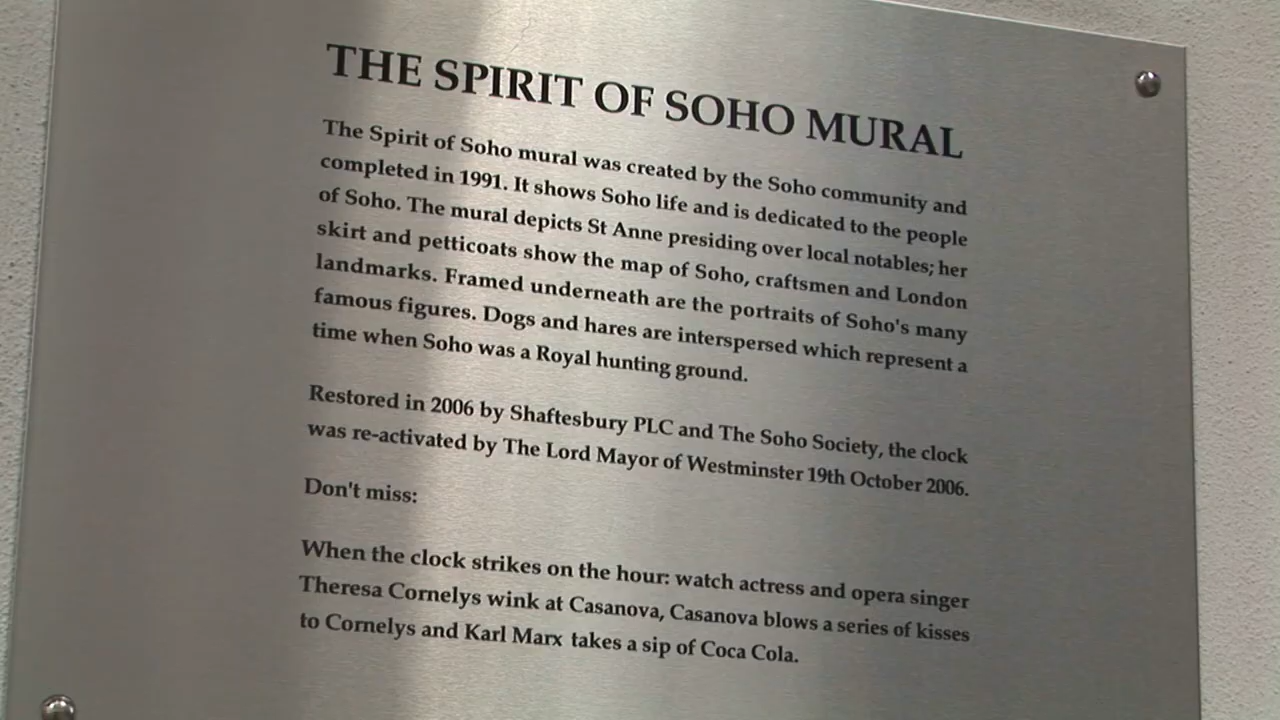 THE SPIRIT OF SOHO MURAL
The Spirit of Soho mural was created by the Soho community and
completed in 1991. It shows Soho life and is dedicated to the people
of Soho. The mural depicts St Anne presiding over local notables; her
skirt and petticoats show the map of Soho, craftsmen and London
landmarks. Framed underneath are the portraits of Soho's many
famous figures. Dogs and hares are interspersed which represent a
time when Soho was a Royal hunting ground.
Restored in 2006 by Shaftesbury PLC and The Soho Society, the clock
was re-activated by The Lord Mayor of Westminster 19th October 2006.
Don't miss:
When the clock strikes on the hour: watch actress and opera singer
Theresa Cornelys wink at Casanova, Casanova blows a series of kisses
to Cornelys and Karl Marx takes a sip of Coca Cola.